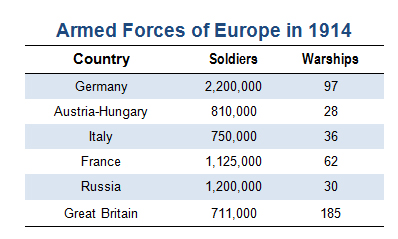 Armed Forces of Europe in 1914
Country Soldiers Warships
Germany 2,200,000 97
Austria-Hungary 810,000 28
Italy 750,000 36
France 1,125,000 62
Russia 1,200,000 30
Great Britain 711,000 185